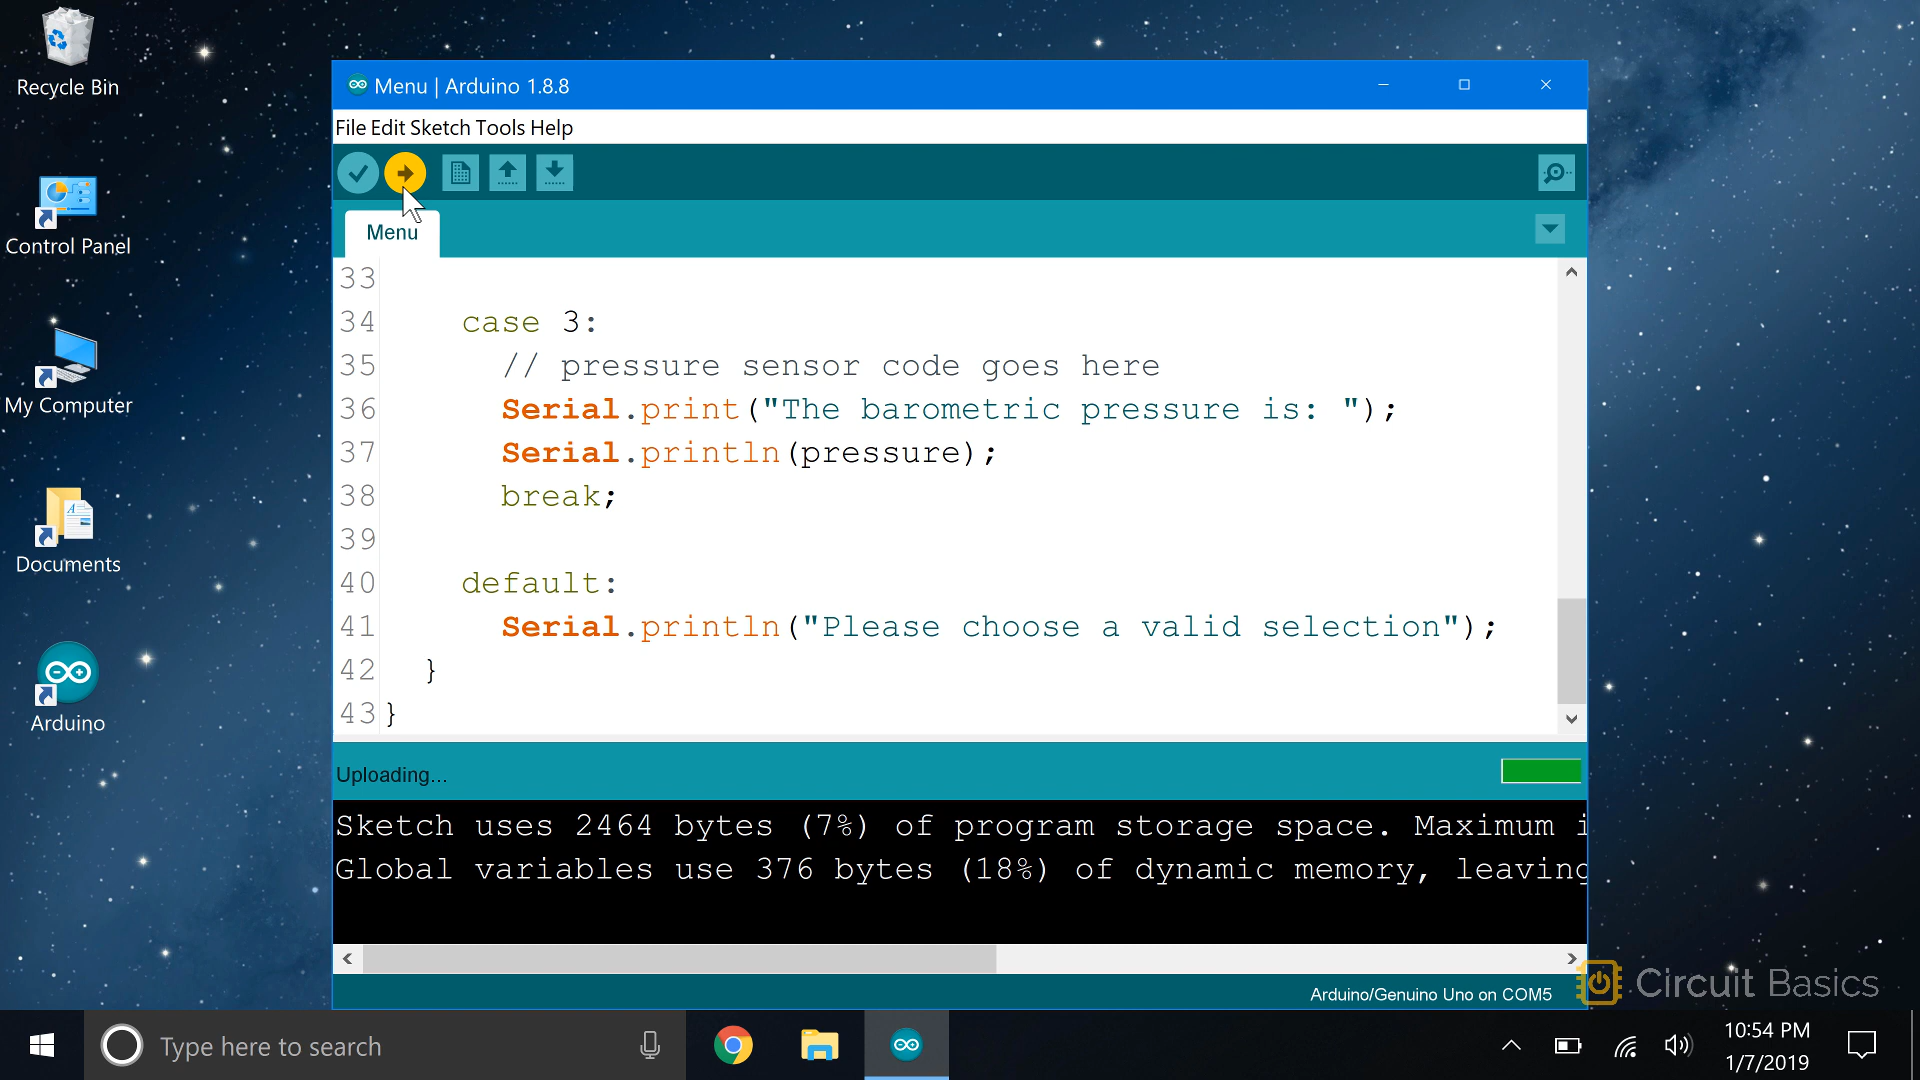 Recycle Bin
Control Panel
My Computer
Documents
Arduino
Menu | Arduino 1.8.8
File Edit Sketch Tools Help
Menu
33
34 case 3:
35 // pressure sensor code goes here
36 Serial.print("The barometric pressure is: ");
37 Serial.println(pressure);
38 break;
39
40 default:
41 Serial.println("Please choose a valid selection");
42 }
43 }
Uploading...
Sketch uses 2464 bytes (7%) of program storage space. Maximum i
Global variables use 376 bytes (18%) of dynamic memory, leaving
Arduino/Genuino Uno on COM5
Circuit Basics
Type here to search
10:54 PM
1/7/2019